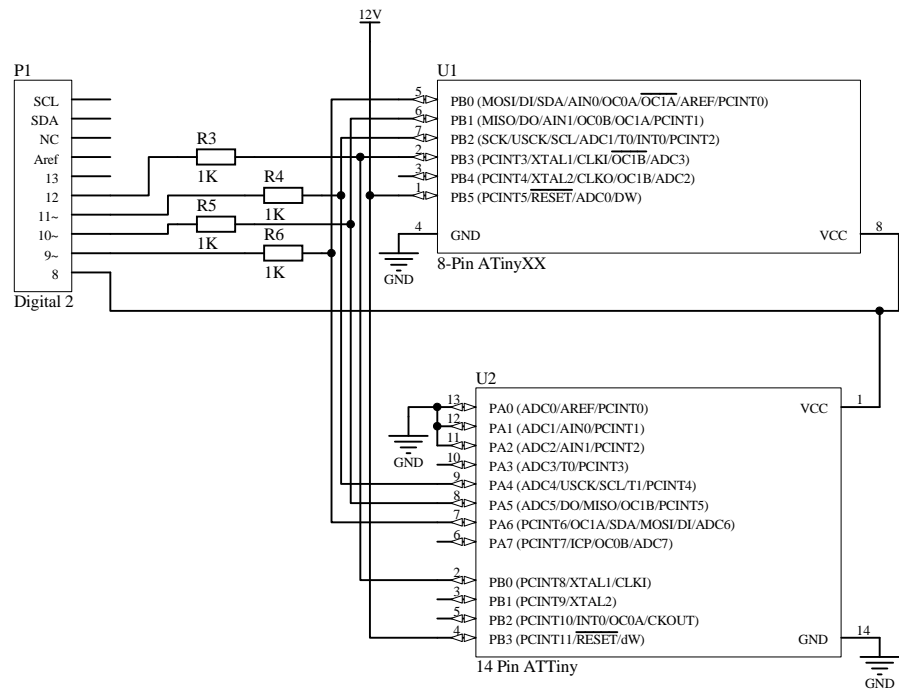 12V
P1
SCL
SDA
NC
Aref
13
12
11~
10~
9~
8
Digital 2
R3
1K
R4
1K
R5
1K
R6
1K
U1
5 PB0 (MOSI/DI/SDA/AIN0/OC0A/OC1A/AREF/PCINT0)
6 PB1 (MISO/DO/AIN1/OC0B/OC1A/PCINT1)
7 PB2 (SCK/USCK/SCL/ADC1/T0/INT0/PCINT2)
2 PB3 (PCINT3/XTAL1/CLKI/OC1B/ADC3)
3 PB4 (PCINT4/XTAL2/CLKO/OC1B/ADC2)
1 PB5 (PCINT5/RESET/ADC0/DW)
4 GND VCC 8
GND
8-Pin ATinyXX
U2
13 PA0 (ADC0/AREF/PCINT0) VCC 1
12 PA1 (ADC1/AIN0/PCINT1)
11 PA2 (ADC2/AIN1/PCINT2)
GND
10 PA3 (ADC3/T0/PCINT3)
9 PA4 (ADC4/USCK/SCL/T1/PCINT4)
8 PA5 (ADC5/DO/MISO/OC1B/PCINT5)
7 PA6 (PCINT6/OC1A/SDA/MOSI/DI/ADC6)
6 PA7 (PCINT7/ICP/OC0B/ADC7)
2 PB0 (PCINT8/XTAL1/CLKI)
3 PB1 (PCINT9/XTAL2)
5 PB2 (PCINT10/INT0/OC0A/CKOUT)
4 PB3 (PCINT11/RESET/dW) GND 14
14 Pin ATTiny
GND